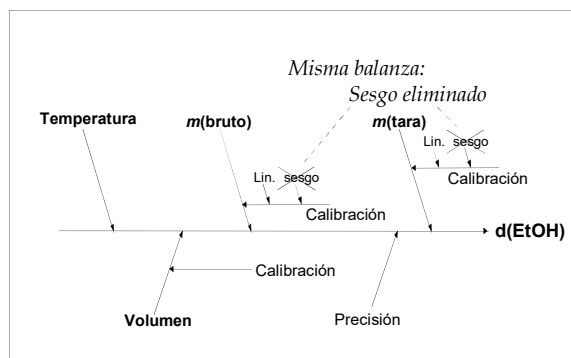 Misma balanza:
Sesgo eliminado
Temperatura
m(bruto)
m(tara)
Lin. sesgo
Calibración
Lin. sesgo
Calibración
d(EtOH)
Calibración
Volumen
Precisión